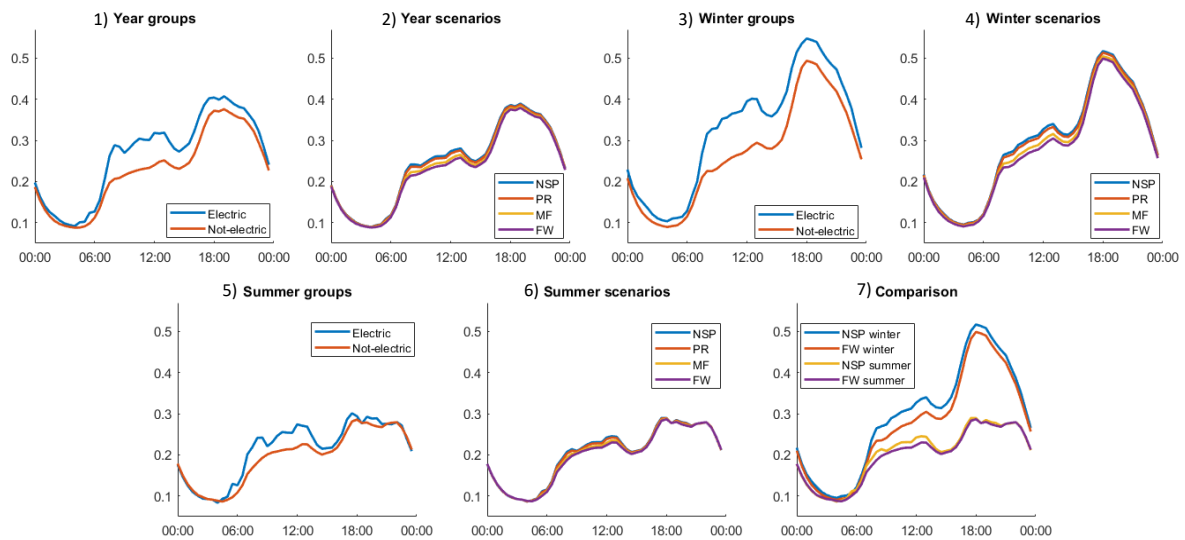 1) Year groups
0.5
0.4
0.3
0.2
0.1
Electric
Not-electric
00:00 06:00 12:00 18:00 00:00
2) Year scenarios
0.5
0.4
0.3
0.2
0.1
NSP
PR
MF
FW
00:00 06:00 12:00 18:00 00:00
3) Winter groups
0.5
0.4
0.3
0.2
0.1
Electric
Not-electric
00:00 06:00 12:00 18:00 00:00
4) Winter scenarios
0.5
0.4
0.3
0.2
0.1
NSP
PR
MF
FW
00:00 06:00 12:00 18:00 00:00
5) Summer groups
0.5
0.4
0.3
0.2
0.1
Electric
Not-electric
00:00 06:00 12:00 18:00 00:00
6) Summer scenarios
0.5
0.4
0.3
0.2
0.1
NSP
PR
MF
FW
00:00 06:00 12:00 18:00 00:00
7) Comparison
0.5
0.4
0.3
0.2
0.1
NSP winter
FW winter
NSP summer
FW summer
00:00 06:00 12:00 18:00 00:00